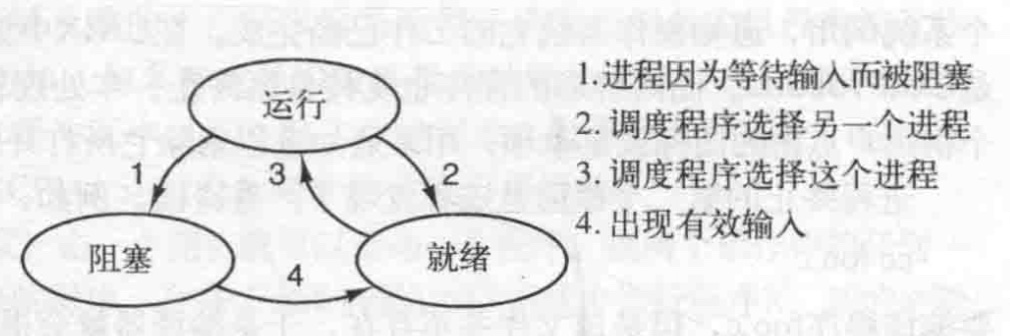 运行
1
3
2
阻塞
4
就绪
1.进程因为等待输入而被阻塞
2. 调度程序选择另一个进程
3. 调度程序选择这个进程
4. 出现有效输入